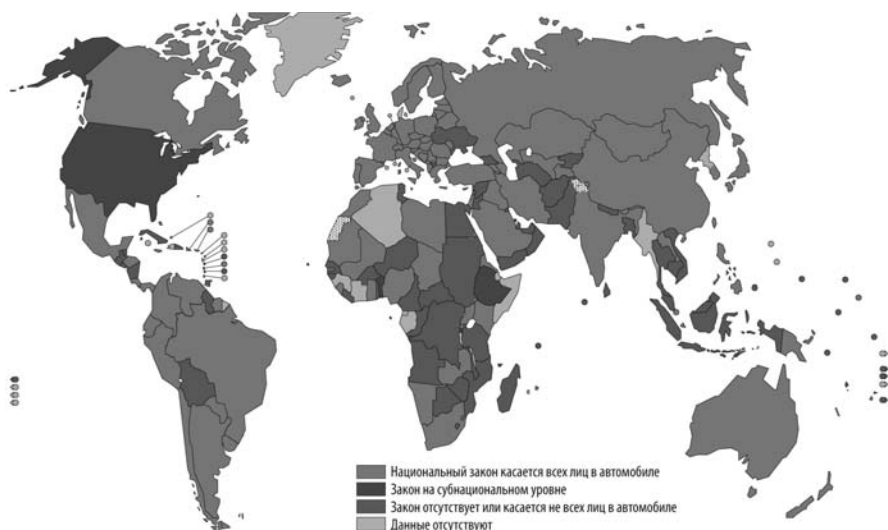 Национальный закон касается всех лиц в автомобиле
Закон на субнациональном уровне
Закон отсутствует или касается не всех лиц в автомобиле
Данные отсутствуют